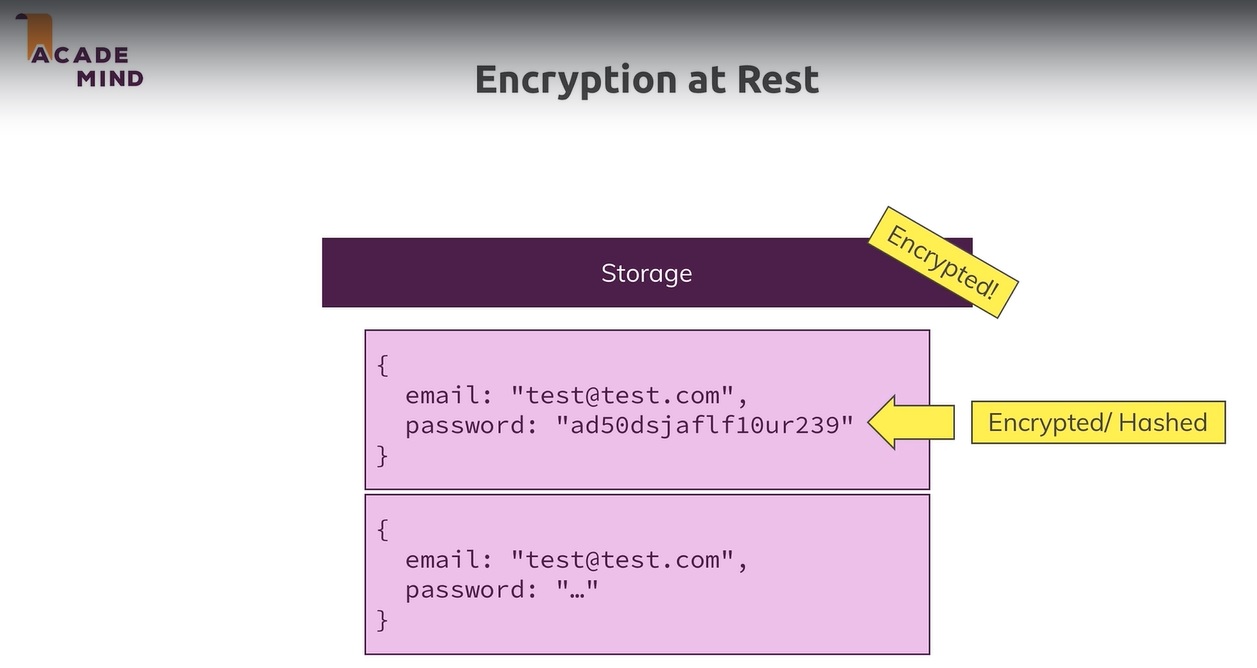 ACADE
MIND
Encryption at Rest
Storage
Encrypted!
{
email: "test@test.com",
password: "ad50dsjaflf10ur239"
}
Encrypted/ Hashed
{
email: "test@test.com",
password: "…"
}